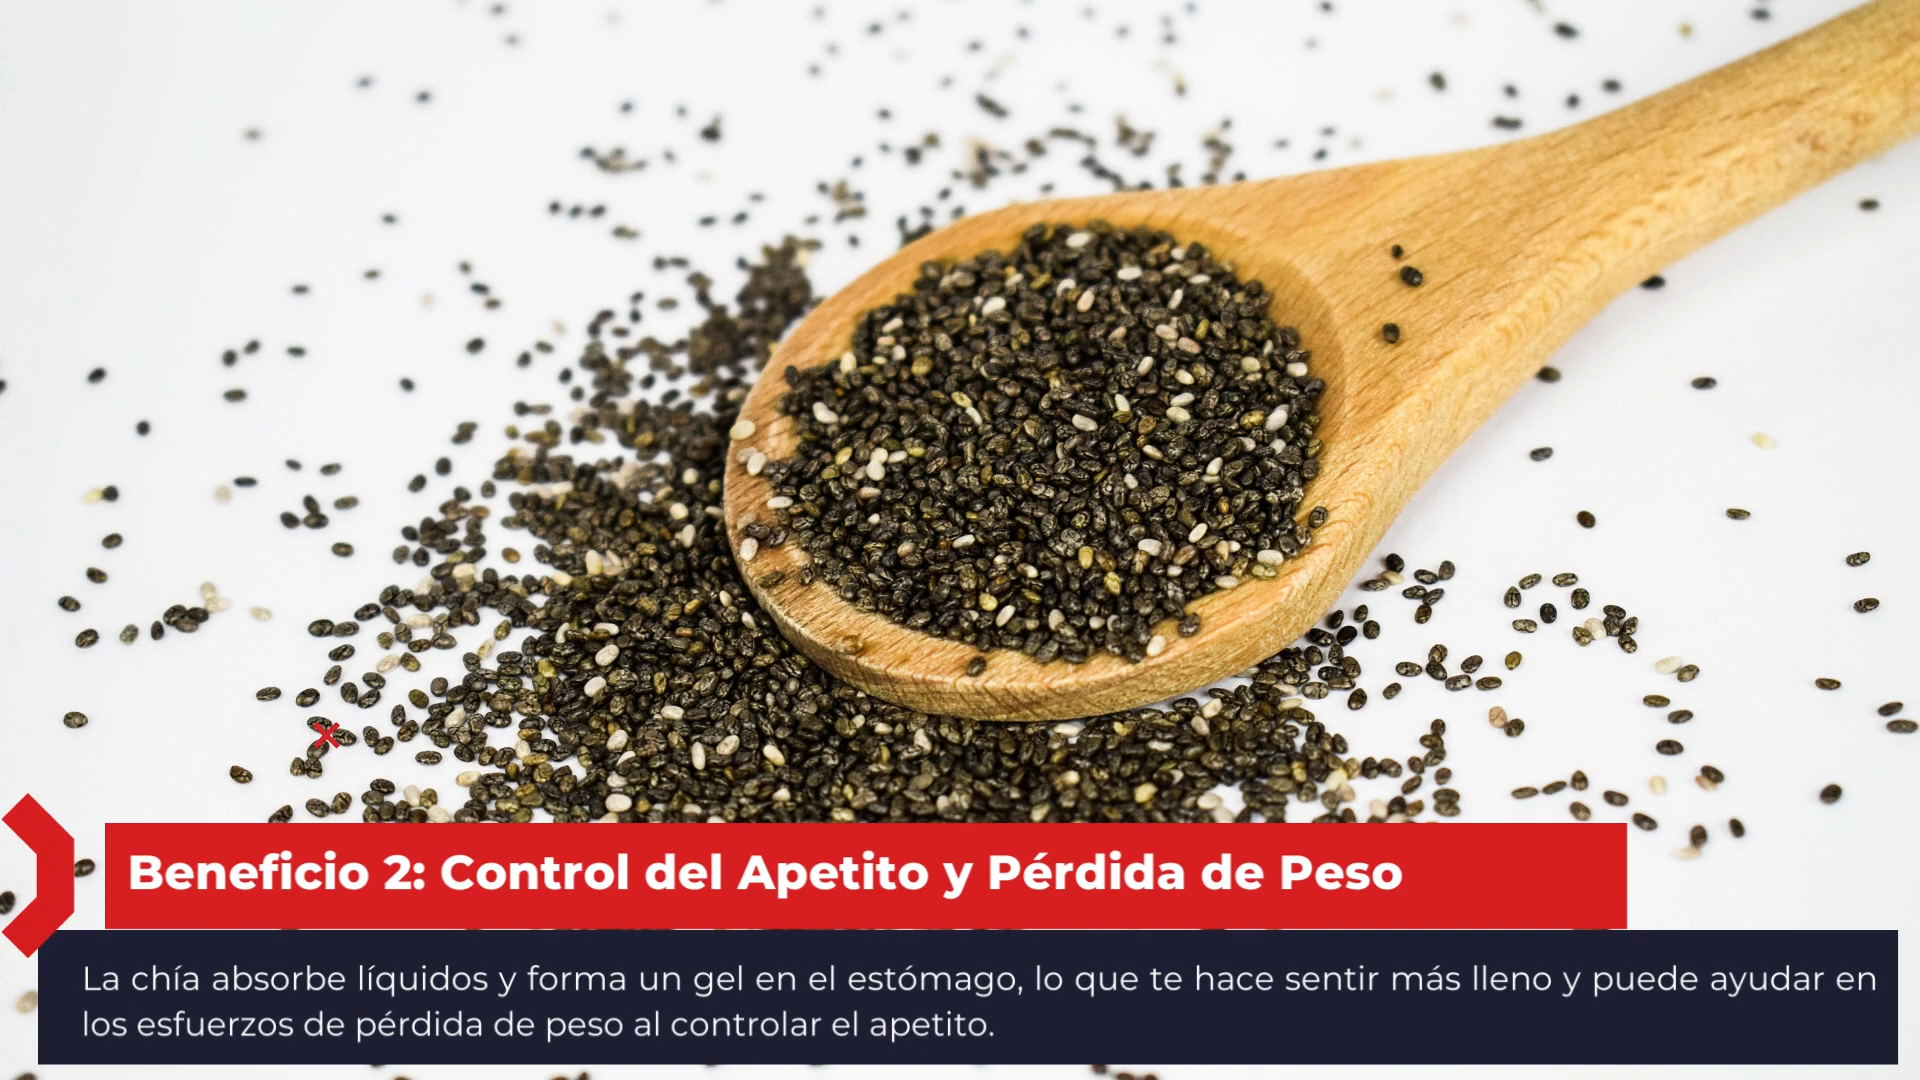 Beneficio 2: Control del Apetito y Pérdida de Peso
La chía absorbe líquidos y forma un gel en el estómago, lo que te hace sentir más lleno y puede ayudar en
los esfuerzos de pérdida de peso al controlar el apetito.